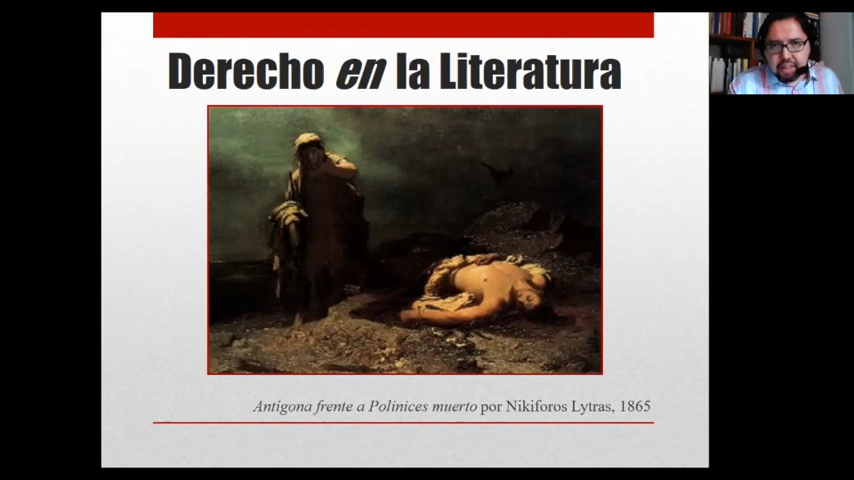 Derecho en la Literatura
Antígona frente a Polinices muerto por Nikiforos Lytras, 1865